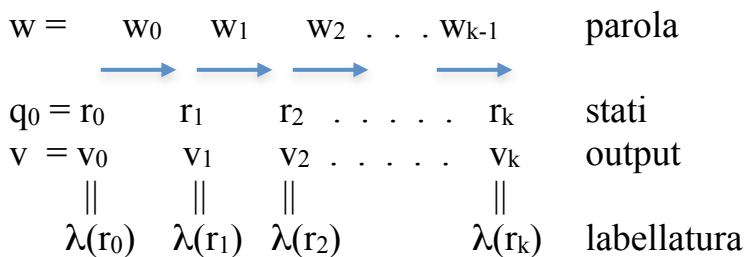 w = w₀ w₁ w₂ . . . wₖ₋₁ parola
q₀ = r₀ r₁ r₂ . . . . . rₖ stati
v = v₀ v₁ v₂ . . . . . vₖ output
|| || || ||
λ(r₀) λ(r₁) λ(r₂) λ(rₖ) labellatura